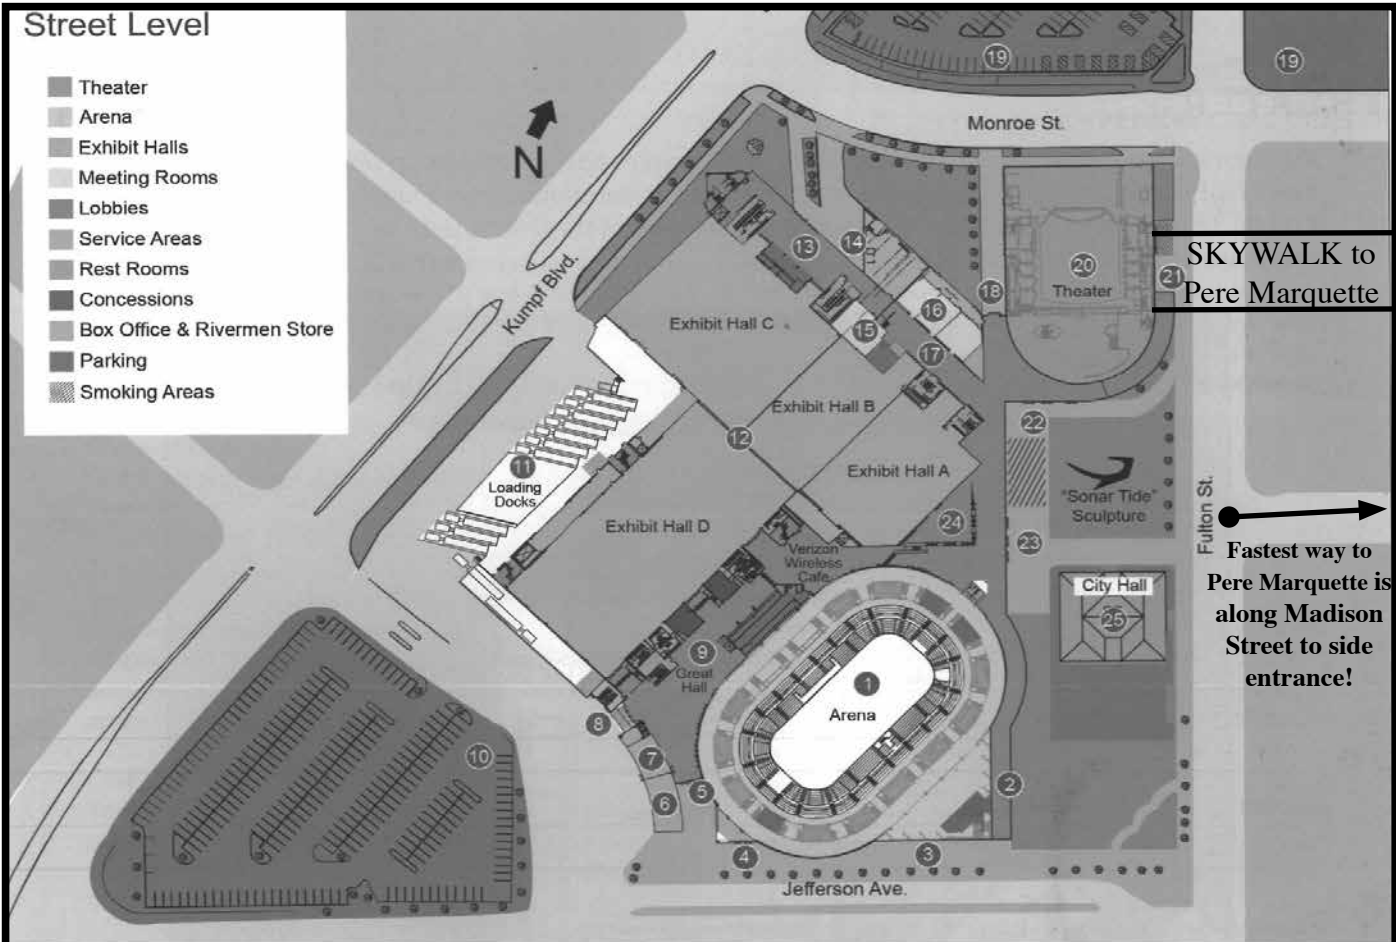 Street Level
Theater
Arena
Exhibit Halls
Meeting Rooms
Lobbies
Service Areas
Rest Rooms
Concessions
Box Office & Rivermen Store
Parking
Smoking Areas
N
19
19
Monroe St.
Kumpf Blvd.
13
14
18
20
Theater
21
SKYWALK to
Pere Marquette
16
15
17
Exhibit Hall C
Exhibit Hall B
12
22
Exhibit Hall A
11
Loading
Docks
"Sonar Tide"
Sculpture
Fulton St.
Exhibit Hall D
24
23
Verizon
Wireless
Cafe
Fastest way to
Pere Marquette is
along Madison
Street to side
entrance!
City Hall
25
9
Great
Hall
1
Arena
8
10
7
6
5
2
4
3
Jefferson Ave.